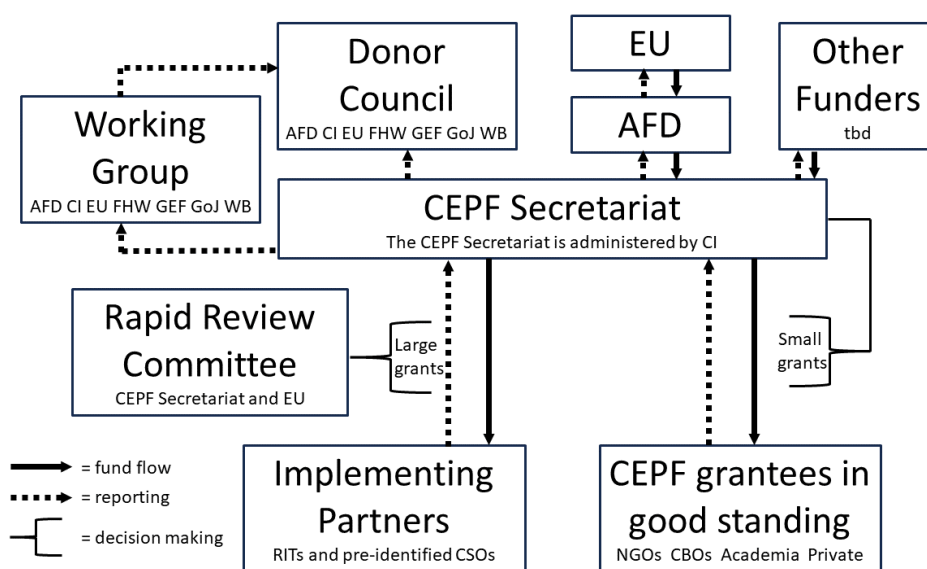 Donor
Council
AFD CI EU FHW GEF GoJ WB
EU
AFD
Other
Funders
tbd
Working
Group
AFD CI EU FHW GEF GoJ WB
CEPF Secretariat
The CEPF Secretariat is administered by CI
Rapid Review
Committee
CEPF Secretariat and EU
Large
grants
Small
grants
Implementing
Partners
RITs and pre-identified CSOs
CEPF grantees in
good standing
NGOs CBOs Academia Private
= fund flow
= reporting
= decision making